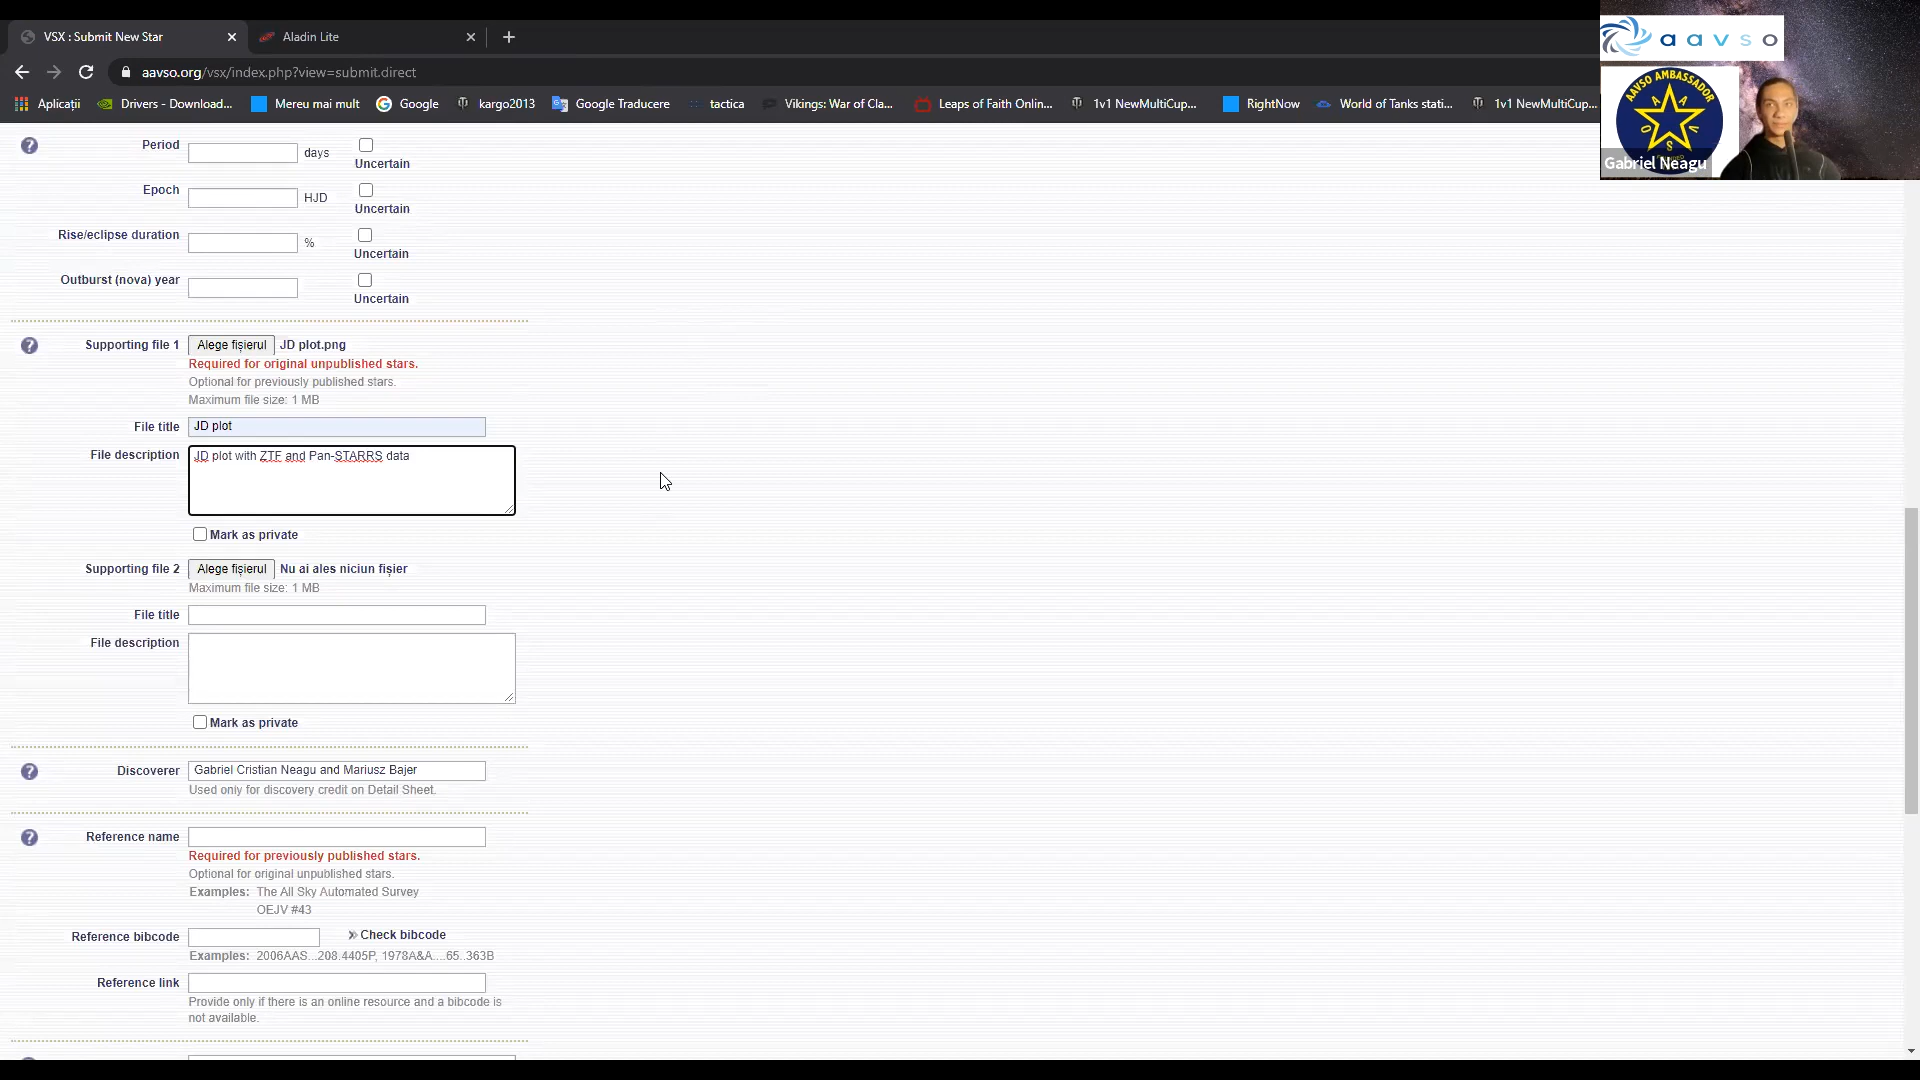 VSX : Submit New Star
Aladin Lite
aavso.org/vsx/index.php?view=submit.direct
Aplicații
Drivers - Download...
Mereu mai mult
Google
kargo2013
Google Traducere
tactica
Vikings: War of Cla...
Leaps of Faith Onlin...
1v1 NewMultiCup...
RightNow
World of Tanks stati...
1v1 NewMultiCup...
aavso
AAVSO AMBASSADOR
A A V S O
Gabriel Neagu
Period
days
Uncertain
Epoch
HJD
Uncertain
Rise/eclipse duration
%
Uncertain
Outburst (nova) year
Uncertain
Supporting file 1
Alege fișierul
JD plot.png
Required for original unpublished stars.
Optional for previously published stars.
Maximum file size: 1 MB
File title
JD plot
File description
JD plot with ZTF and Pan-STARRS data
Mark as private
Supporting file 2
Alege fișierul
Nu ai ales niciun fișier
Maximum file size: 1 MB
File title
File description
Mark as private
Discoverer
Gabriel Cristian Neagu and Mariusz Bajer
Used only for discovery credit on Detail Sheet.
Reference name
Required for previously published stars.
Optional for original unpublished stars.
Examples: The All Sky Automated Survey
OEJV #43
Reference bibcode
» Check bibcode
Examples: 2006AAS...208.4405P, 1978A&A....65..363B
Reference link
Provide only if there is an online resource and a bibcode is
not available.